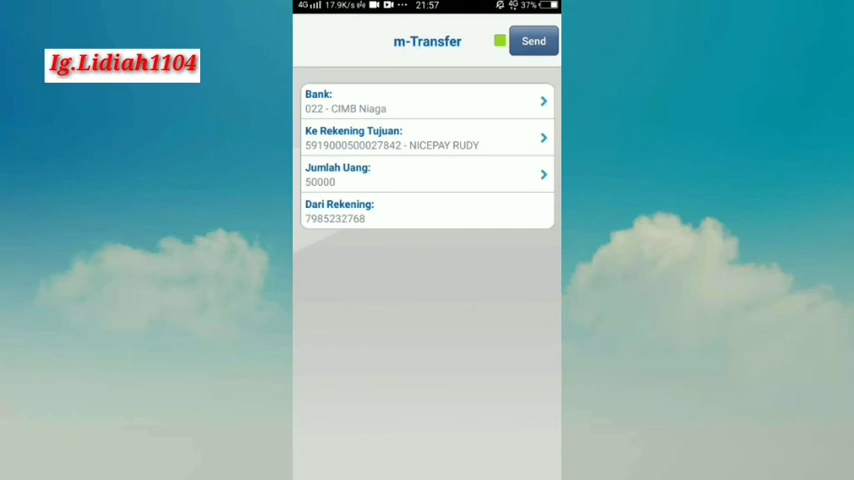 4G 17.9K/s ... 21:57 4G 37%
Ig.Lidiah1104
m-Transfer
Send
Bank:
022 - CIMB Niaga
Ke Rekening Tujuan:
5919000500027842 - NICEPAY RUDY
Jumlah Uang:
50000
Dari Rekening:
7985232768